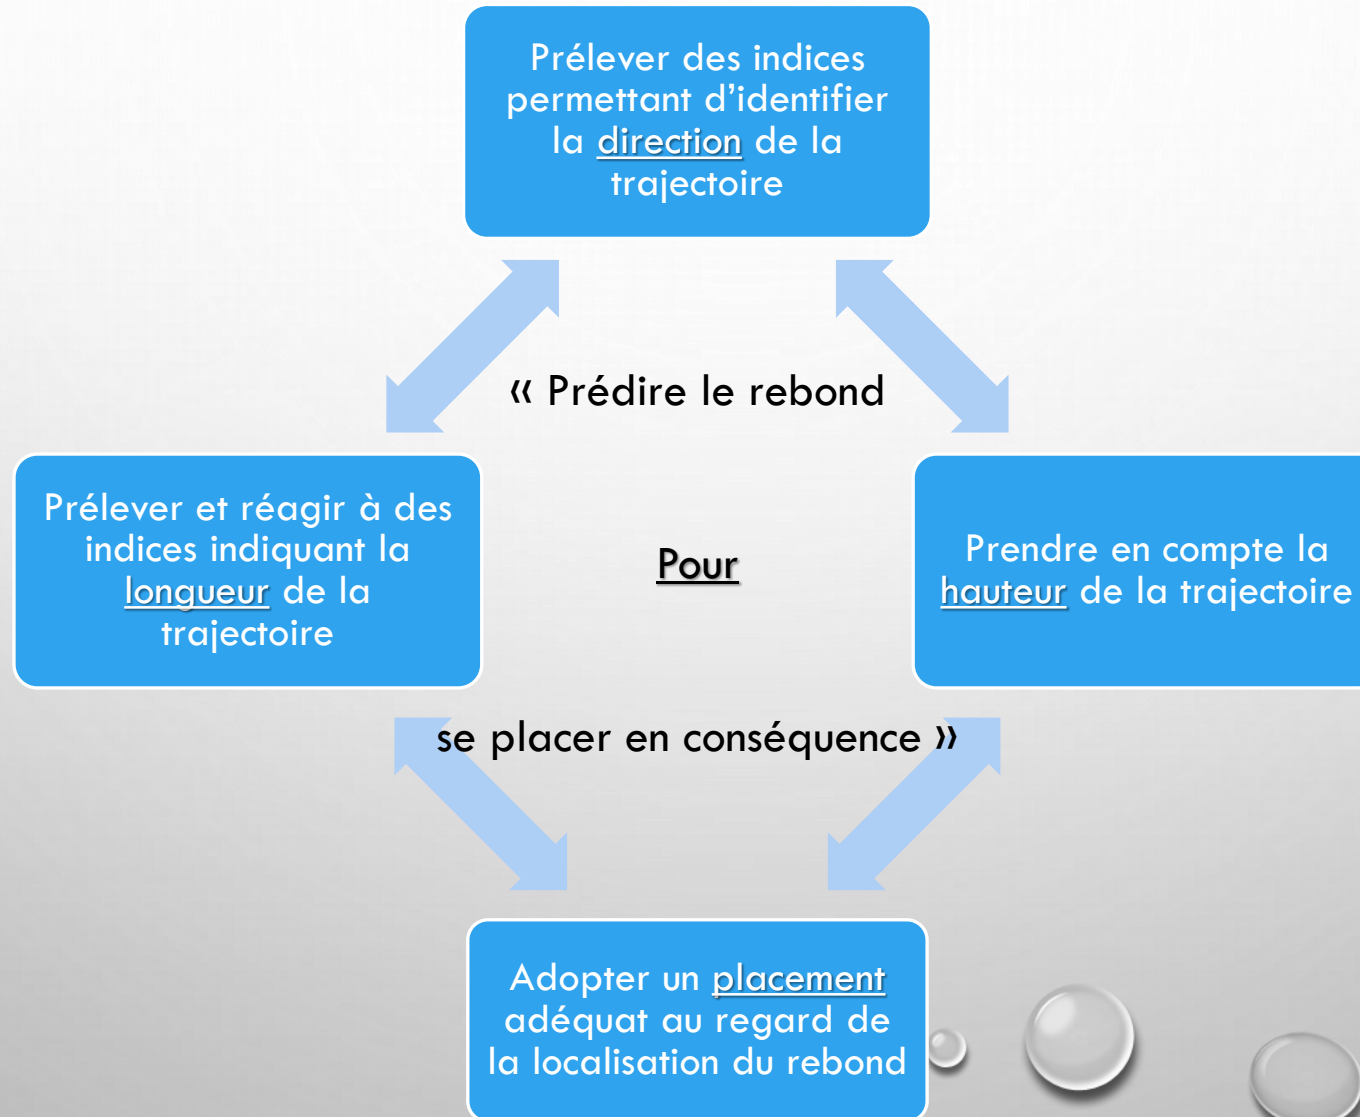 Prélever des indices
permettant d’identifier
la direction de la
trajectoire
« Prédire le rebond
Prélever et réagir à des
indices indiquant la
longueur de la
trajectoire
Pour
Prendre en compte la
hauteur de la trajectoire
se placer en conséquence »
Adopter un placement
adéquat au regard de
la localisation du rebond